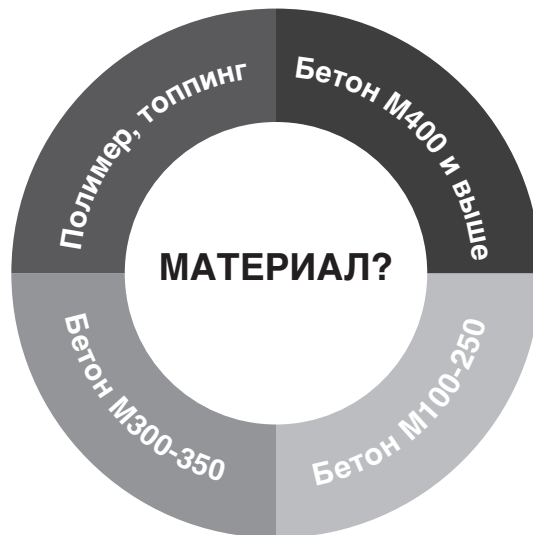 Полимер, топпинг
Бетон М400 и выше
МАТЕРИАЛ?
Бетон М300-350
Бетон М100-250